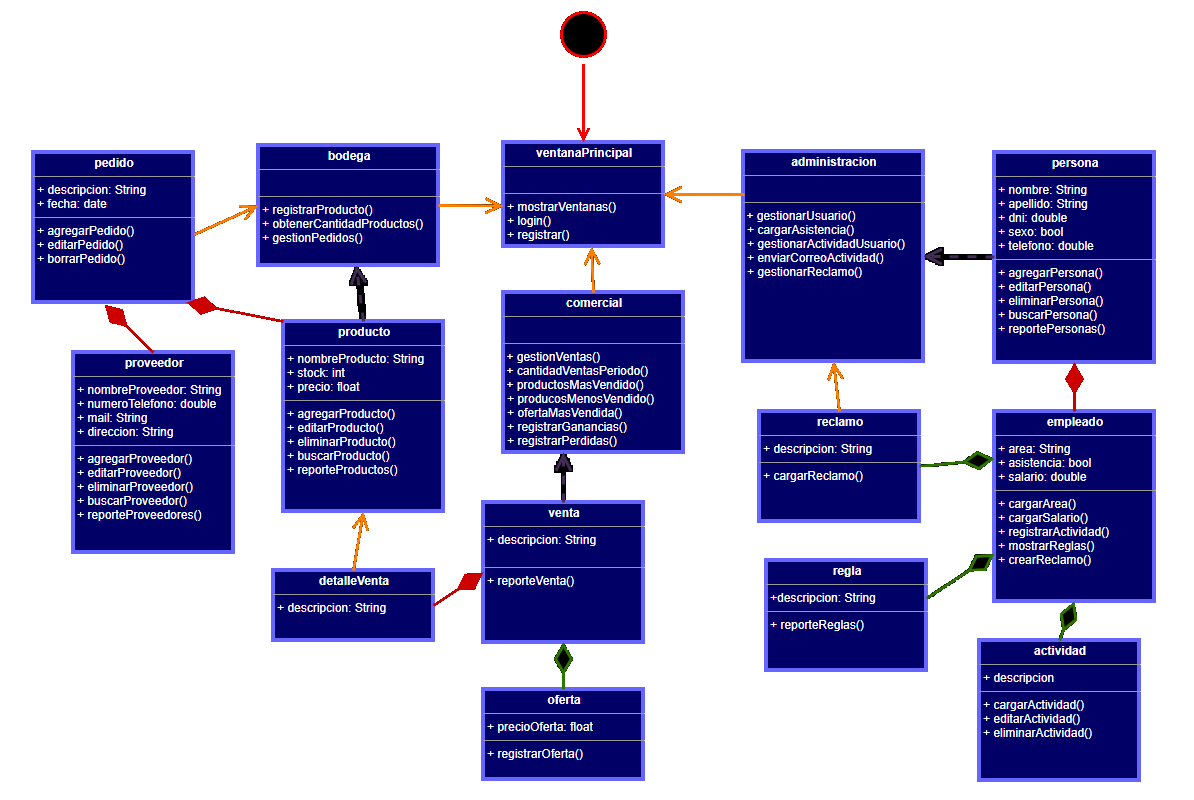 pedido
+ descripcion: String
+ fecha: date
+ agregarPedido()
+ editarPedido()
+ borrarPedido()
bodega
+ registrarProducto()
+ obtenerCantidadProductos()
+ gestionPedidos()
ventanaPrincipal
+ mostrarVentanas()
+ login()
+ registrar()
administracion
+ gestionarUsuario()
+ cargarAsistencia()
+ gestionarActividadUsuario()
+ enviarCorreoActividad()
+ gestionarReclamo()
persona
+ nombre: String
+ apellido: String
+ dni: double
+ sexo: bool
+ telefono: double
+ agregarPersona()
+ editarPersona()
+ eliminarPersona()
+ buscarPersona()
+ reportePersonas()
proveedor
+ nombreProveedor: String
+ numeroTelefono: double
+ mail: String
+ direccion: String
+ agregarProveedor()
+ editarProveedor()
+ eliminarProveedor()
+ buscarProveedor()
+ reporteProveedores()
producto
+ nombreProducto: String
+ stock: int
+ precio: float
+ agregarProducto()
+ editarProducto()
+ eliminarProducto()
+ buscarProducto()
+ reporteProductos()
comercial
+ gestionVentas()
+ cantidadVentasPeriodo()
+ productosMasVendido()
+ producosMenosVendido()
+ ofertaMasVendida()
+ registrarGanancias()
+ registrarPerdidas()
reclamo
+ descripcion: String
+ cargarReclamo()
empleado
+ area: String
+ asistencia: bool
+ salario: double
+ cargarArea()
+ cargarSalario()
+ registrarActividad()
+ mostrarReglas()
+ crearReclamo()
detalleVenta
+ descripcion: String
venta
+ descripcion: String
+ reporteVenta()
regla
+descripcion: String
+ reporteReglas()
actividad
+ descripcion
+ cargarActividad()
+ editarActividad()
+ eliminarActividad()
oferta
+ precioOferta: float
+ registrarOferta()